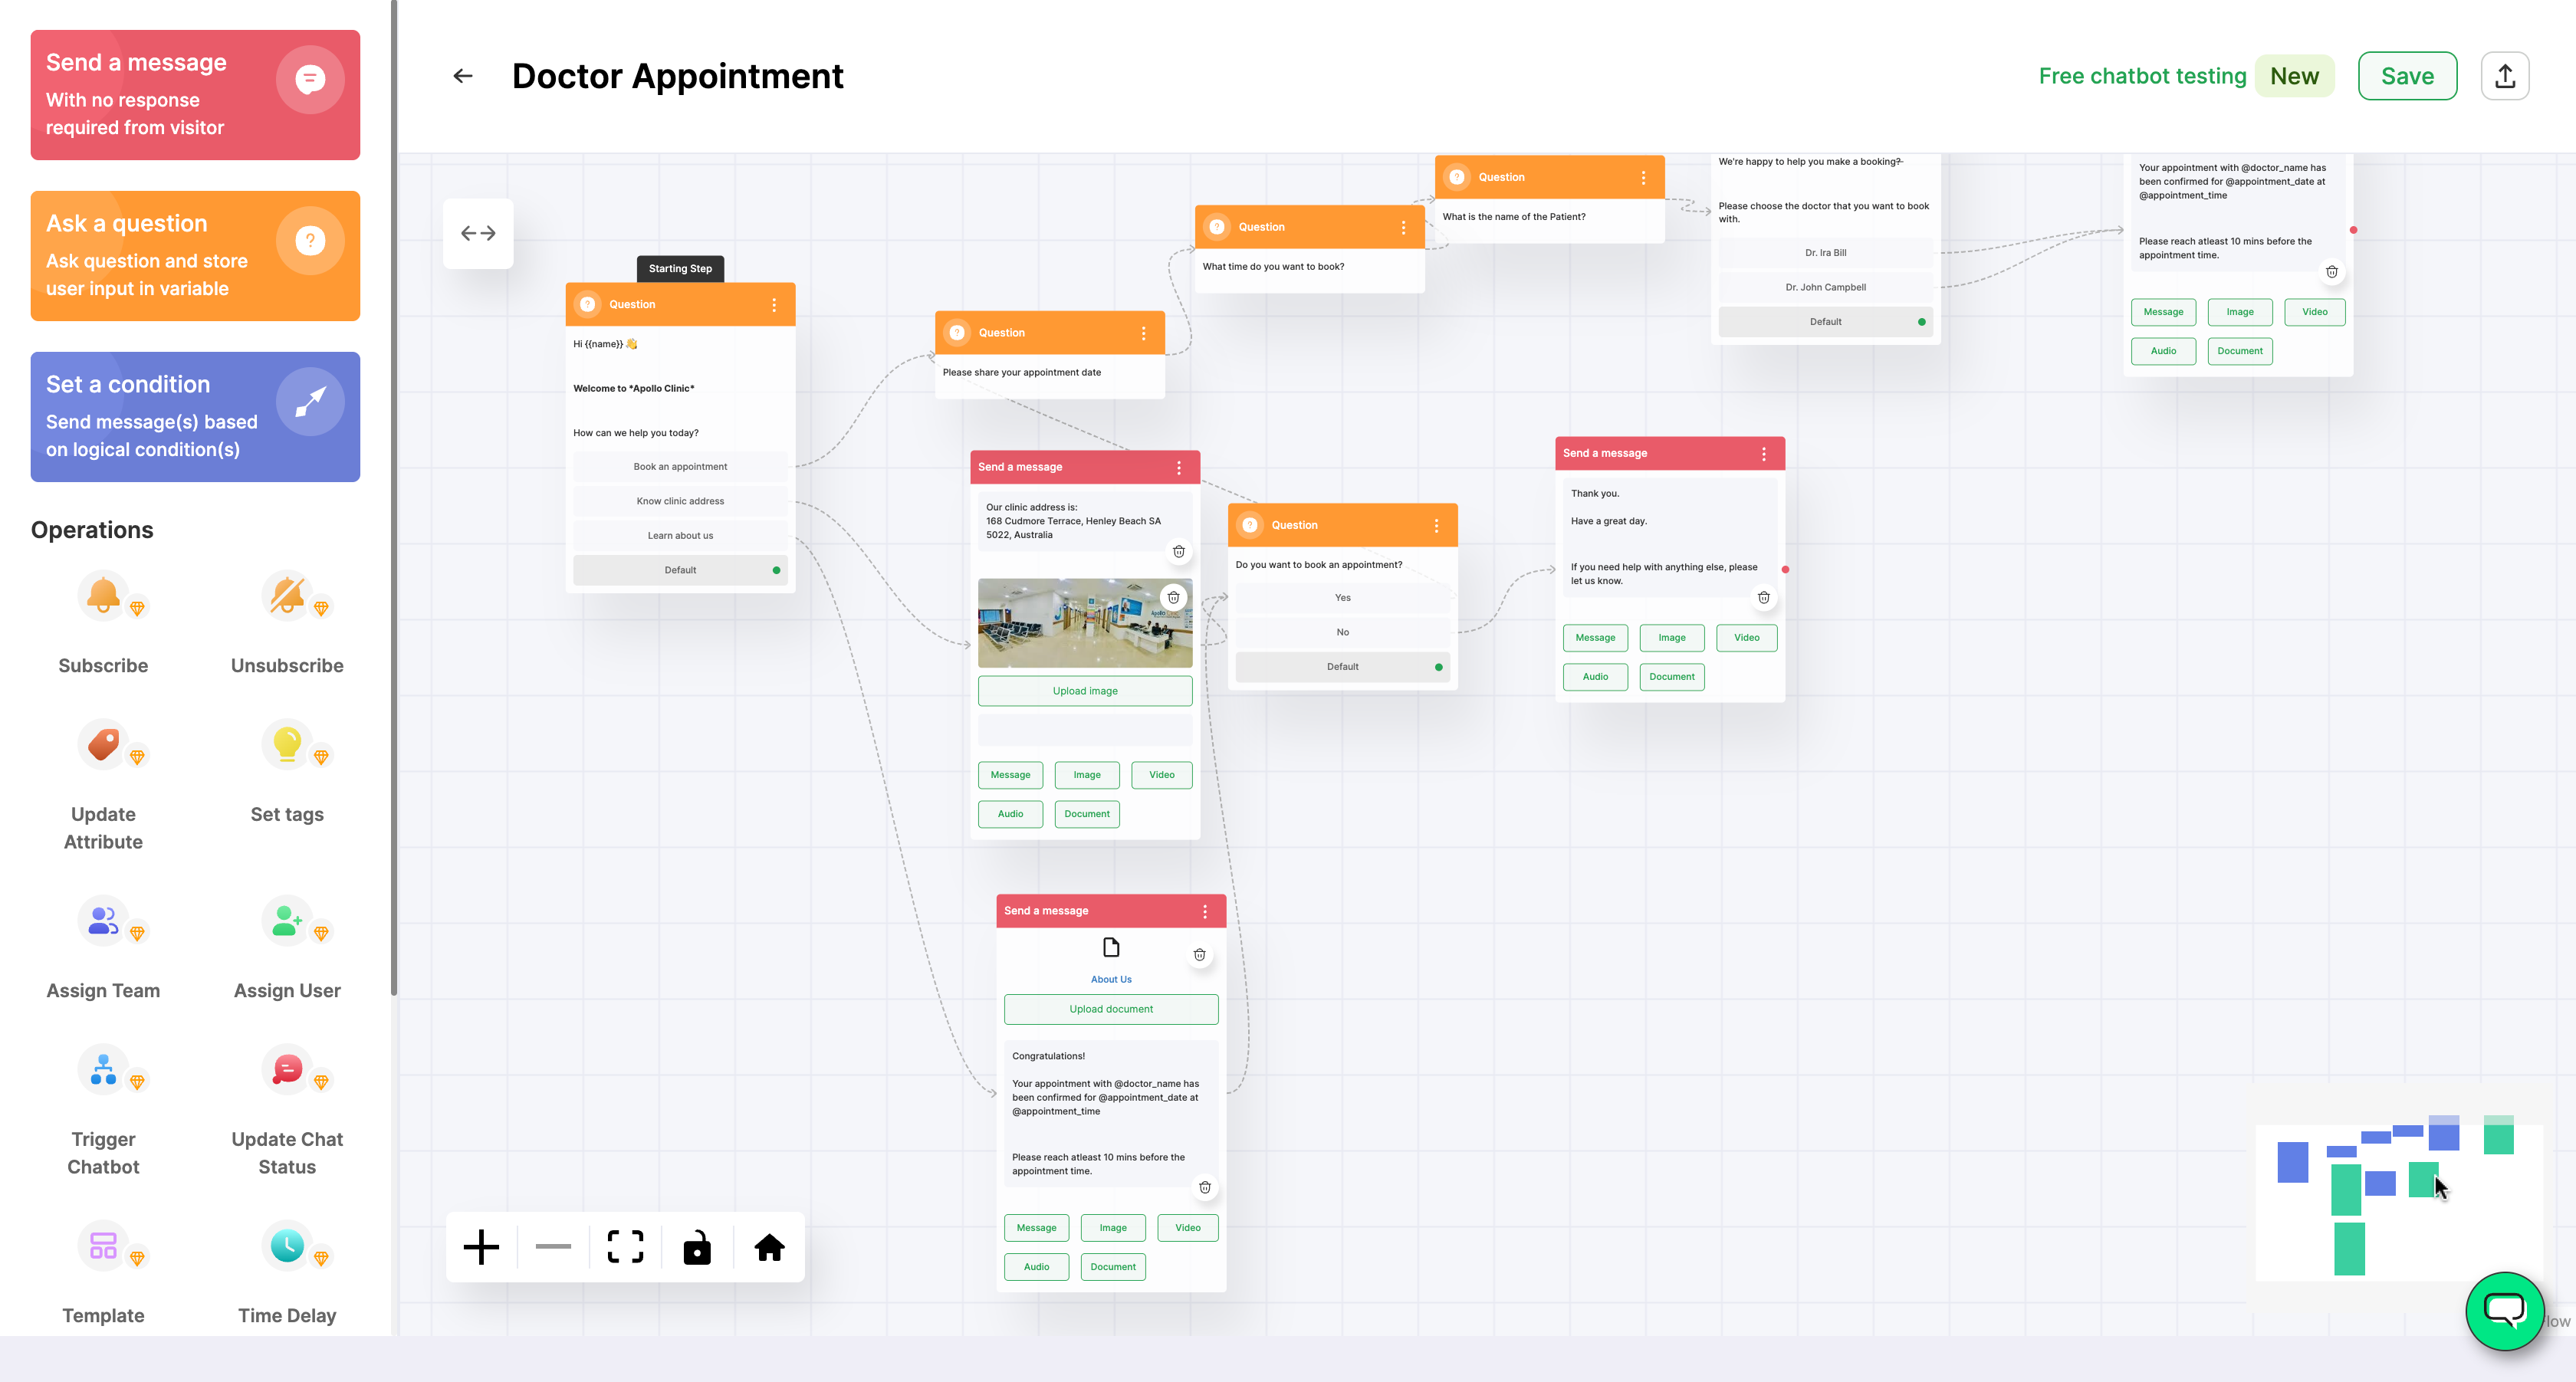 Send a message
With no response
required from visitor
Ask a question
Ask question and store
user input in variable
Set a condition
Send message(s) based
on logical condition(s)
Operations
Subscribe
Unsubscribe
Update
Attribute
Set tags
Assign Team
Assign User
Trigger
Chatbot
Update Chat
Status
Template
Time Delay
Doctor Appointment
Free chatbot testing
New
Save
Starting Step
Question
Hi {{name}} 👋
Welcome to *Apollo Clinic*
How can we help you today?
Book an appointment
Know clinic address
Learn about us
Default
Question
Please share your appointment date
Question
What time do you want to book?
Question
What is the name of the Patient?
We're happy to help you make a booking?
Please choose the doctor that you want to book
with.
Dr. Ira Bill
Dr. John Campbell
Default
Your appointment with @doctor_name has
been confirmed for @appointment_date at
@appointment_time
Please reach atleast 10 mins before the
appointment time.
Message
Image
Video
Audio
Document
Send a message
Our clinic address is:
168 Cudmore Terrace, Henley Beach SA
5022, Australia
Upload image
Message
Image
Video
Audio
Document
Question
Do you want to book an appointment?
Yes
No
Default
Send a message
Thank you.
Have a great day.
If you need help with anything else, please
let us know.
Message
Image
Video
Audio
Document
Send a message
About Us
Upload document
Congratulations!
Your appointment with @doctor_name has
been confirmed for @appointment_date at
@appointment_time
Please reach atleast 10 mins before the
appointment time.
Message
Image
Video
Audio
Document